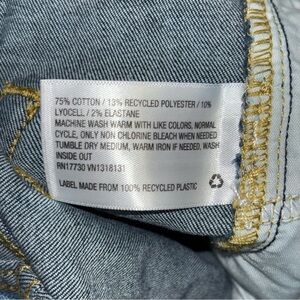 75% COTTON / 13% RECYCLED POLYESTER / 10%
LYOCELL / 2% ELASTANE
MACHINE WASH WARM WITH LIKE COLORS, NORMAL
CYCLE, ONLY NON CHLORINE BLEACH WHEN NEEDED
TUMBLE DRY MEDIUM, WARM IRON IF NEEDED, WASH
INSIDE OUT
RN17730 VN1318131
LABEL MADE FROM 100% RECYCLED PLASTIC